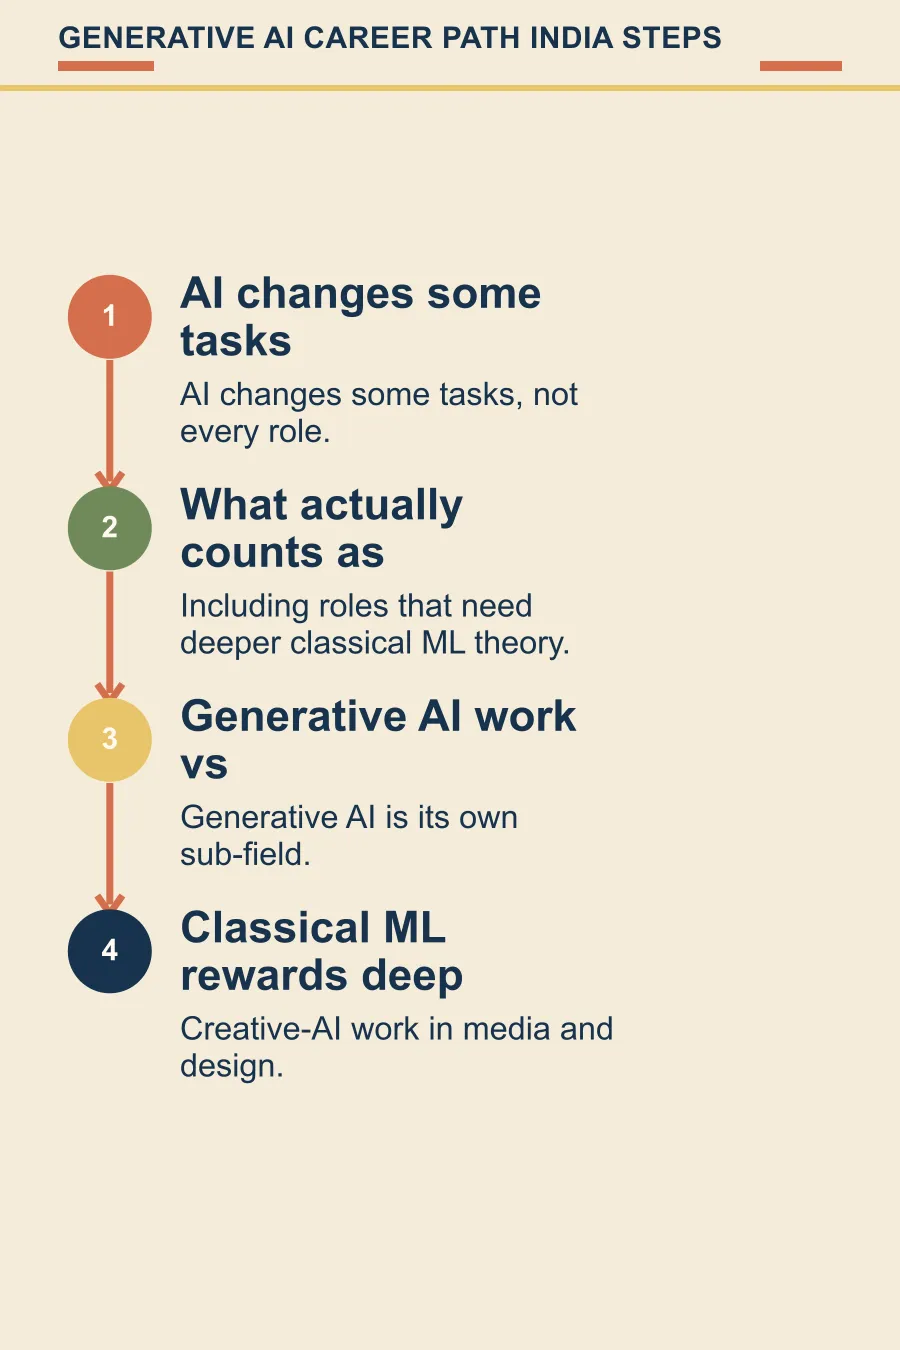 GENERATIVE AI CAREER PATH INDIA STEPS
1
AI changes some
tasks
AI changes some tasks, not
every role.
2
What actually
counts as
Including roles that need
deeper classical ML theory.
3
Generative AI work
vs
Generative AI is its own
sub-field.
4
Classical ML
rewards deep
Creative-AI work in media and
design.